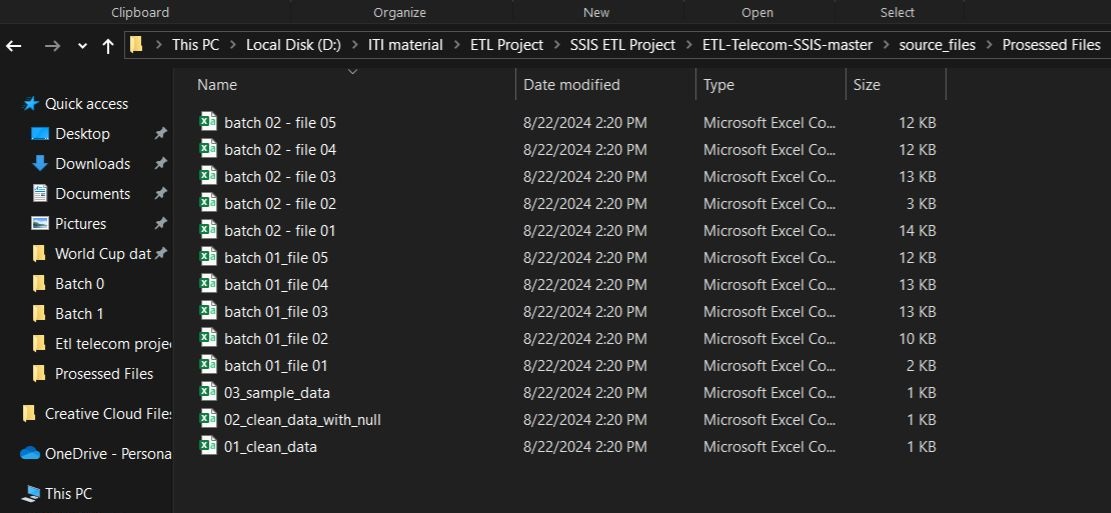 Clipboard Organize New Open Select
This PC Local Disk (D:) ITI material ETL Project SSIS ETL Project ETL-Telecom-SSIS-master source_files Prosessed Files
Name Date modified Type Size
Quick access
Desktop
Downloads
Documents
Pictures
World Cup dat
Batch 0
Batch 1
Etl telecom proje
Prosessed Files
Creative Cloud Files
OneDrive - Persona
This PC
batch 02 - file 05 8/22/2024 2:20 PM Microsoft Excel Co... 12 KB
batch 02 - file 04 8/22/2024 2:20 PM Microsoft Excel Co... 12 KB
batch 02 - file 03 8/22/2024 2:20 PM Microsoft Excel Co... 13 KB
batch 02 - file 02 8/22/2024 2:20 PM Microsoft Excel Co... 3 KB
batch 02 - file 01 8/22/2024 2:20 PM Microsoft Excel Co... 14 KB
batch 01_file 05 8/22/2024 2:20 PM Microsoft Excel Co... 12 KB
batch 01_file 04 8/22/2024 2:20 PM Microsoft Excel Co... 13 KB
batch 01_file 03 8/22/2024 2:20 PM Microsoft Excel Co... 13 KB
batch 01_file 02 8/22/2024 2:20 PM Microsoft Excel Co... 10 KB
batch 01_file 01 8/22/2024 2:20 PM Microsoft Excel Co... 2 KB
03_sample_data 8/22/2024 2:20 PM Microsoft Excel Co... 1 KB
02_clean_data_with_null 8/22/2024 2:20 PM Microsoft Excel Co... 1 KB
01_clean_data 8/22/2024 2:20 PM Microsoft Excel Co... 1 KB